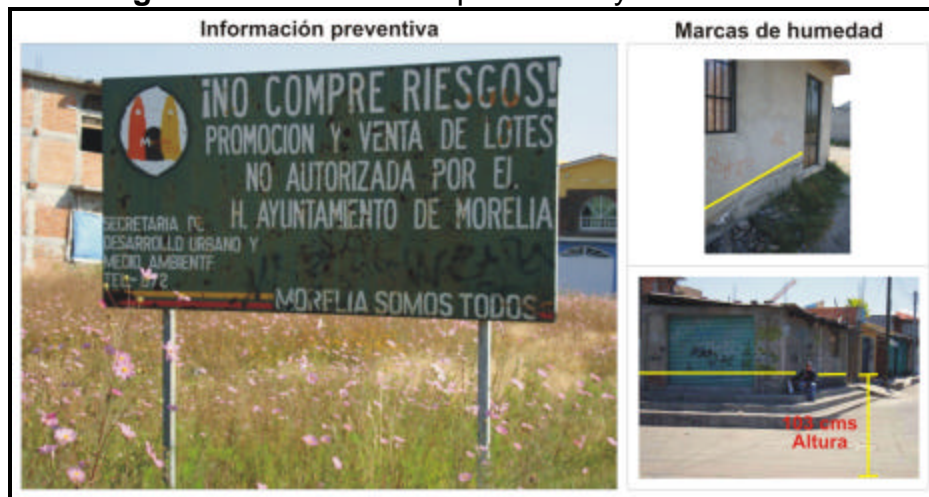 Información preventiva
¡NO COMPRE RIESGOS!
PROMOCION Y VENTA DE LOTES
NO AUTORIZADA POR EL
H. AYUNTAMIENTO DE MORELIA
SECRETARIA DE
DESARROLLO URBANO Y
MEDIO AMBIENTE
TEL-
MORELIA SOMOS TODOS
Marcas de humedad
103 cms
Altura